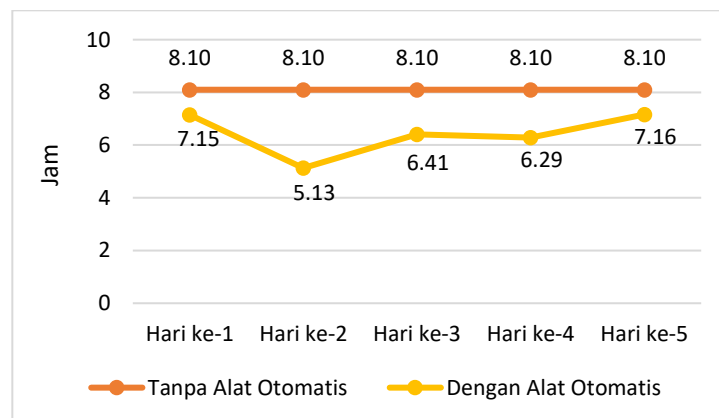 10
8.10 8.10 8.10 8.10 8.10
8
7.15 5.13 6.41 6.29 7.16
6
4
2
0
Jam
Hari ke-1 Hari ke-2 Hari ke-3 Hari ke-4 Hari ke-5
Tanpa Alat Otomatis Dengan Alat Otomatis